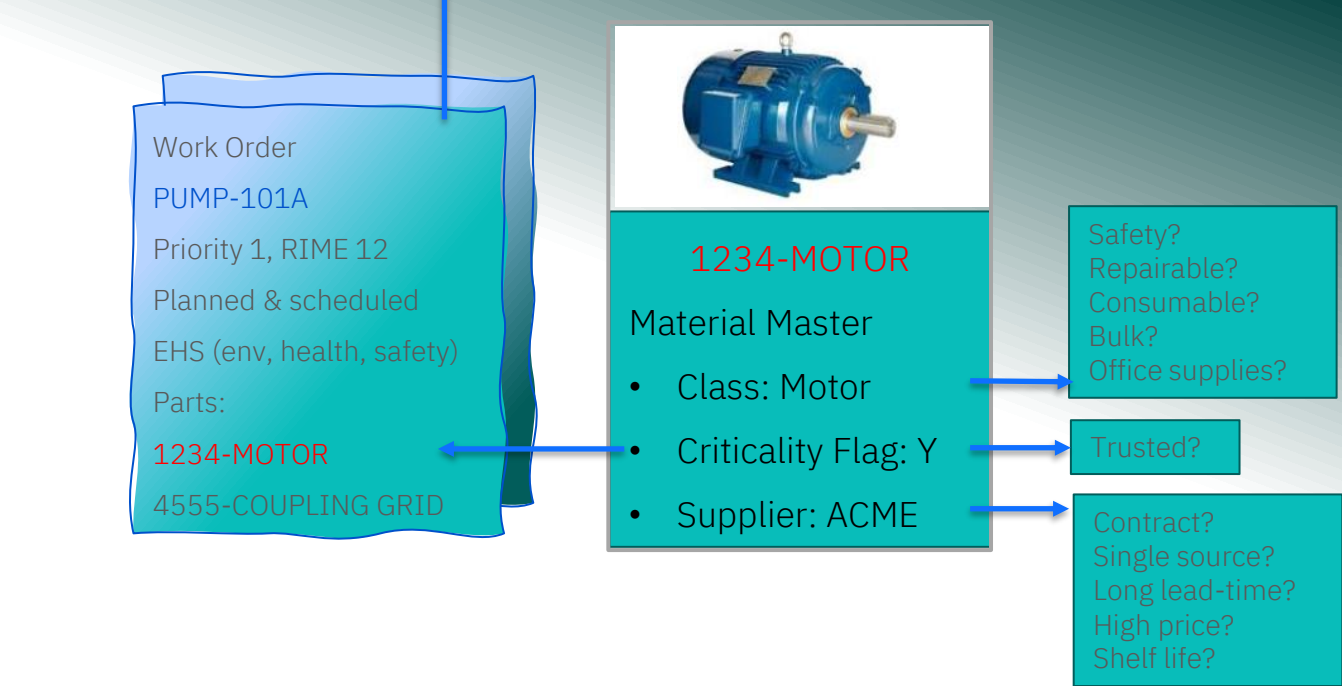 Work Order
PUMP-101A
Priority 1, RIME 12
Planned & scheduled
EHS (env, health, safety)
Parts:
1234-MOTOR
4555-COUPLING GRID
1234-MOTOR
Material Master
• Class: Motor
• Criticality Flag: Y
• Supplier: ACME
Safety?
Repairable?
Consumable?
Bulk?
Office supplies?
Trusted?
Contract?
Single source?
Long lead-time?
High price?
Shelf life?